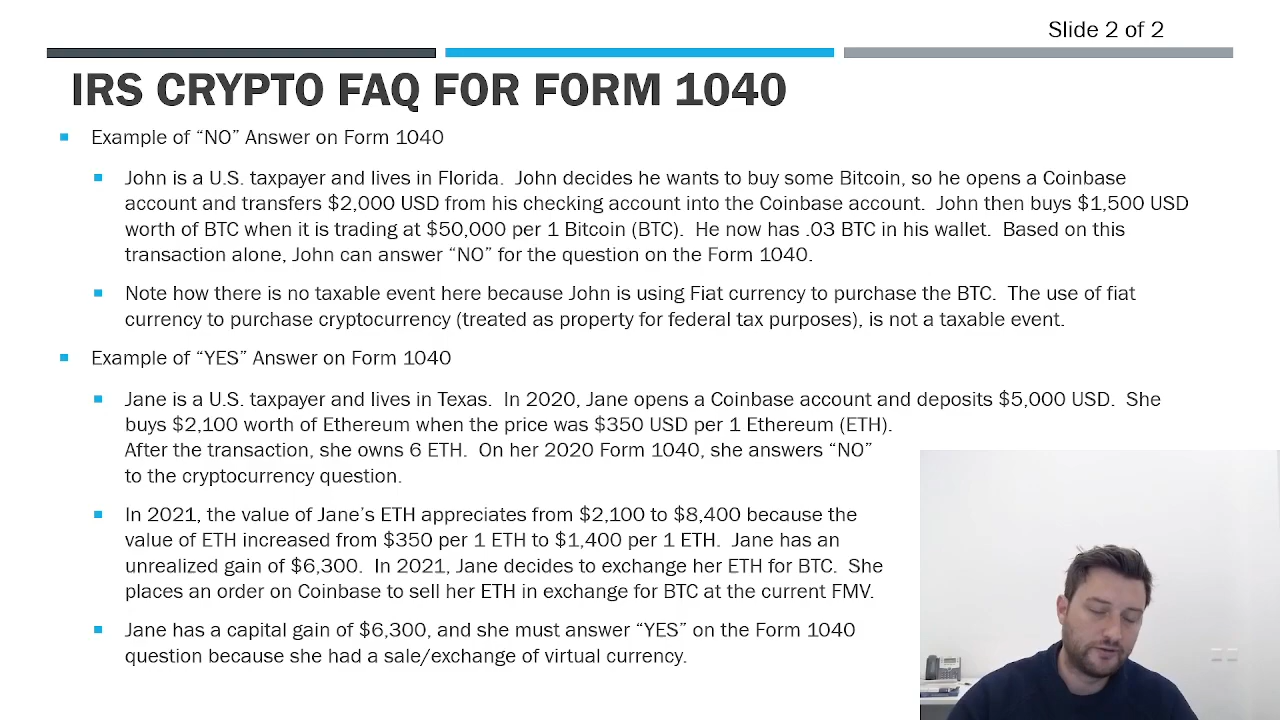 Slide 2 of 2
IRS CRYPTO FAQ FOR FORM 1040
Example of “NO” Answer on Form 1040
John is a U.S. taxpayer and lives in Florida.  John decides he wants to buy some Bitcoin, so he opens a Coinbase
account and transfers $2,000 USD from his checking account into the Coinbase account.  John then buys $1,500 USD
worth of BTC when it is trading at $50,000 per 1 Bitcoin (BTC).  He now has .03 BTC in his wallet.  Based on this
transaction alone, John can answer “NO” for the question on the Form 1040.
Note how there is no taxable event here because John is using Fiat currency to purchase the BTC.  The use of fiat
currency to purchase cryptocurrency (treated as property for federal tax purposes), is not a taxable event.
Example of “YES” Answer on Form 1040
Jane is a U.S. taxpayer and lives in Texas.  In 2020, Jane opens a Coinbase account and deposits $5,000 USD.  She
buys $2,100 worth of Ethereum when the price was $350 USD per 1 Ethereum (ETH).
After the transaction, she owns 6 ETH.  On her 2020 Form 1040, she answers “NO”
to the cryptocurrency question.
In 2021, the value of Jane’s ETH appreciates from $2,100 to $8,400 because the
value of ETH increased from $350 per 1 ETH to $1,400 per 1 ETH.  Jane has an
unrealized gain of $6,300.  In 2021, Jane decides to exchange her ETH for BTC.  She
places an order on Coinbase to sell her ETH in exchange for BTC at the current FMV.
Jane has a capital gain of $6,300, and she must answer “YES” on the Form 1040
question because she had a sale/exchange of virtual currency.